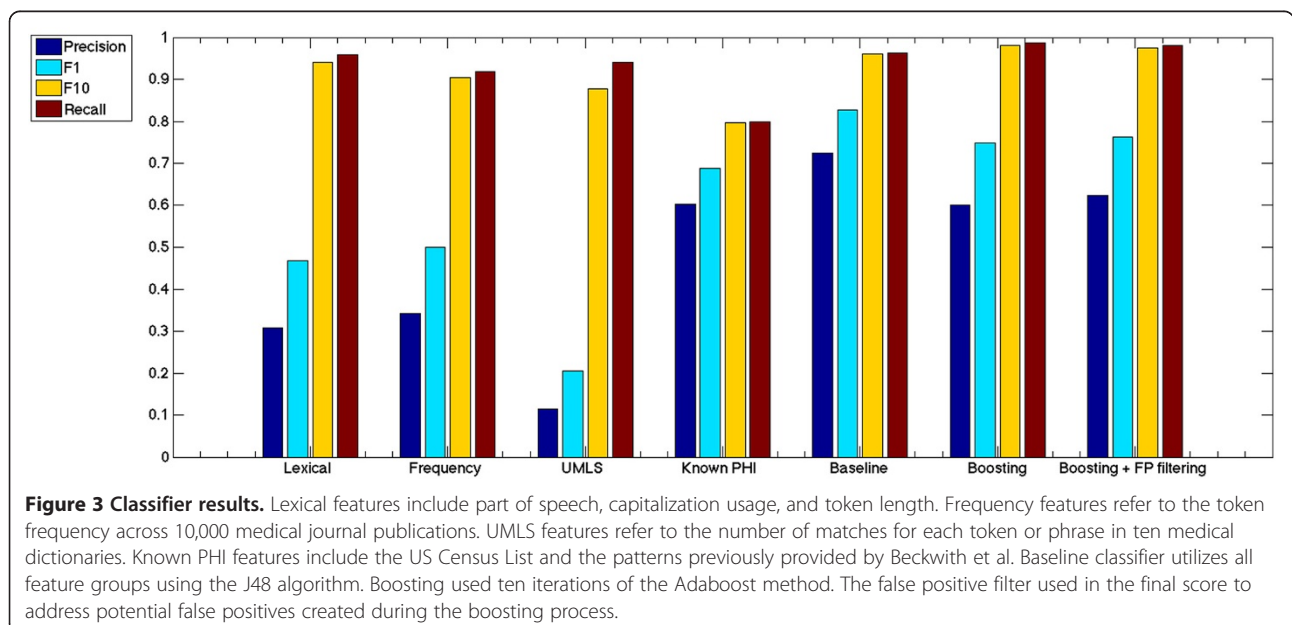 Precision
F1
F10
Recall
1
0.9
0.8
0.7
0.6
0.5
0.4
0.3
0.2
0.1
0
Lexical Frequency UMLS Known PHI Baseline Boosting Boosting + FP filtering
Figure 3 Classifier results. Lexical features include part of speech, capitalization usage, and token length. Frequency features refer to the token
frequency across 10,000 medical journal publications. UMLS features refer to the number of matches for each token or phrase in ten medical
dictionaries. Known PHI features include the US Census List and the patterns previously provided by Beckwith et al. Baseline classifier utilizes all
feature groups using the J48 algorithm. Boosting used ten iterations of the Adaboost method. The false positive filter used in the final score to
address potential false positives created during the boosting process.